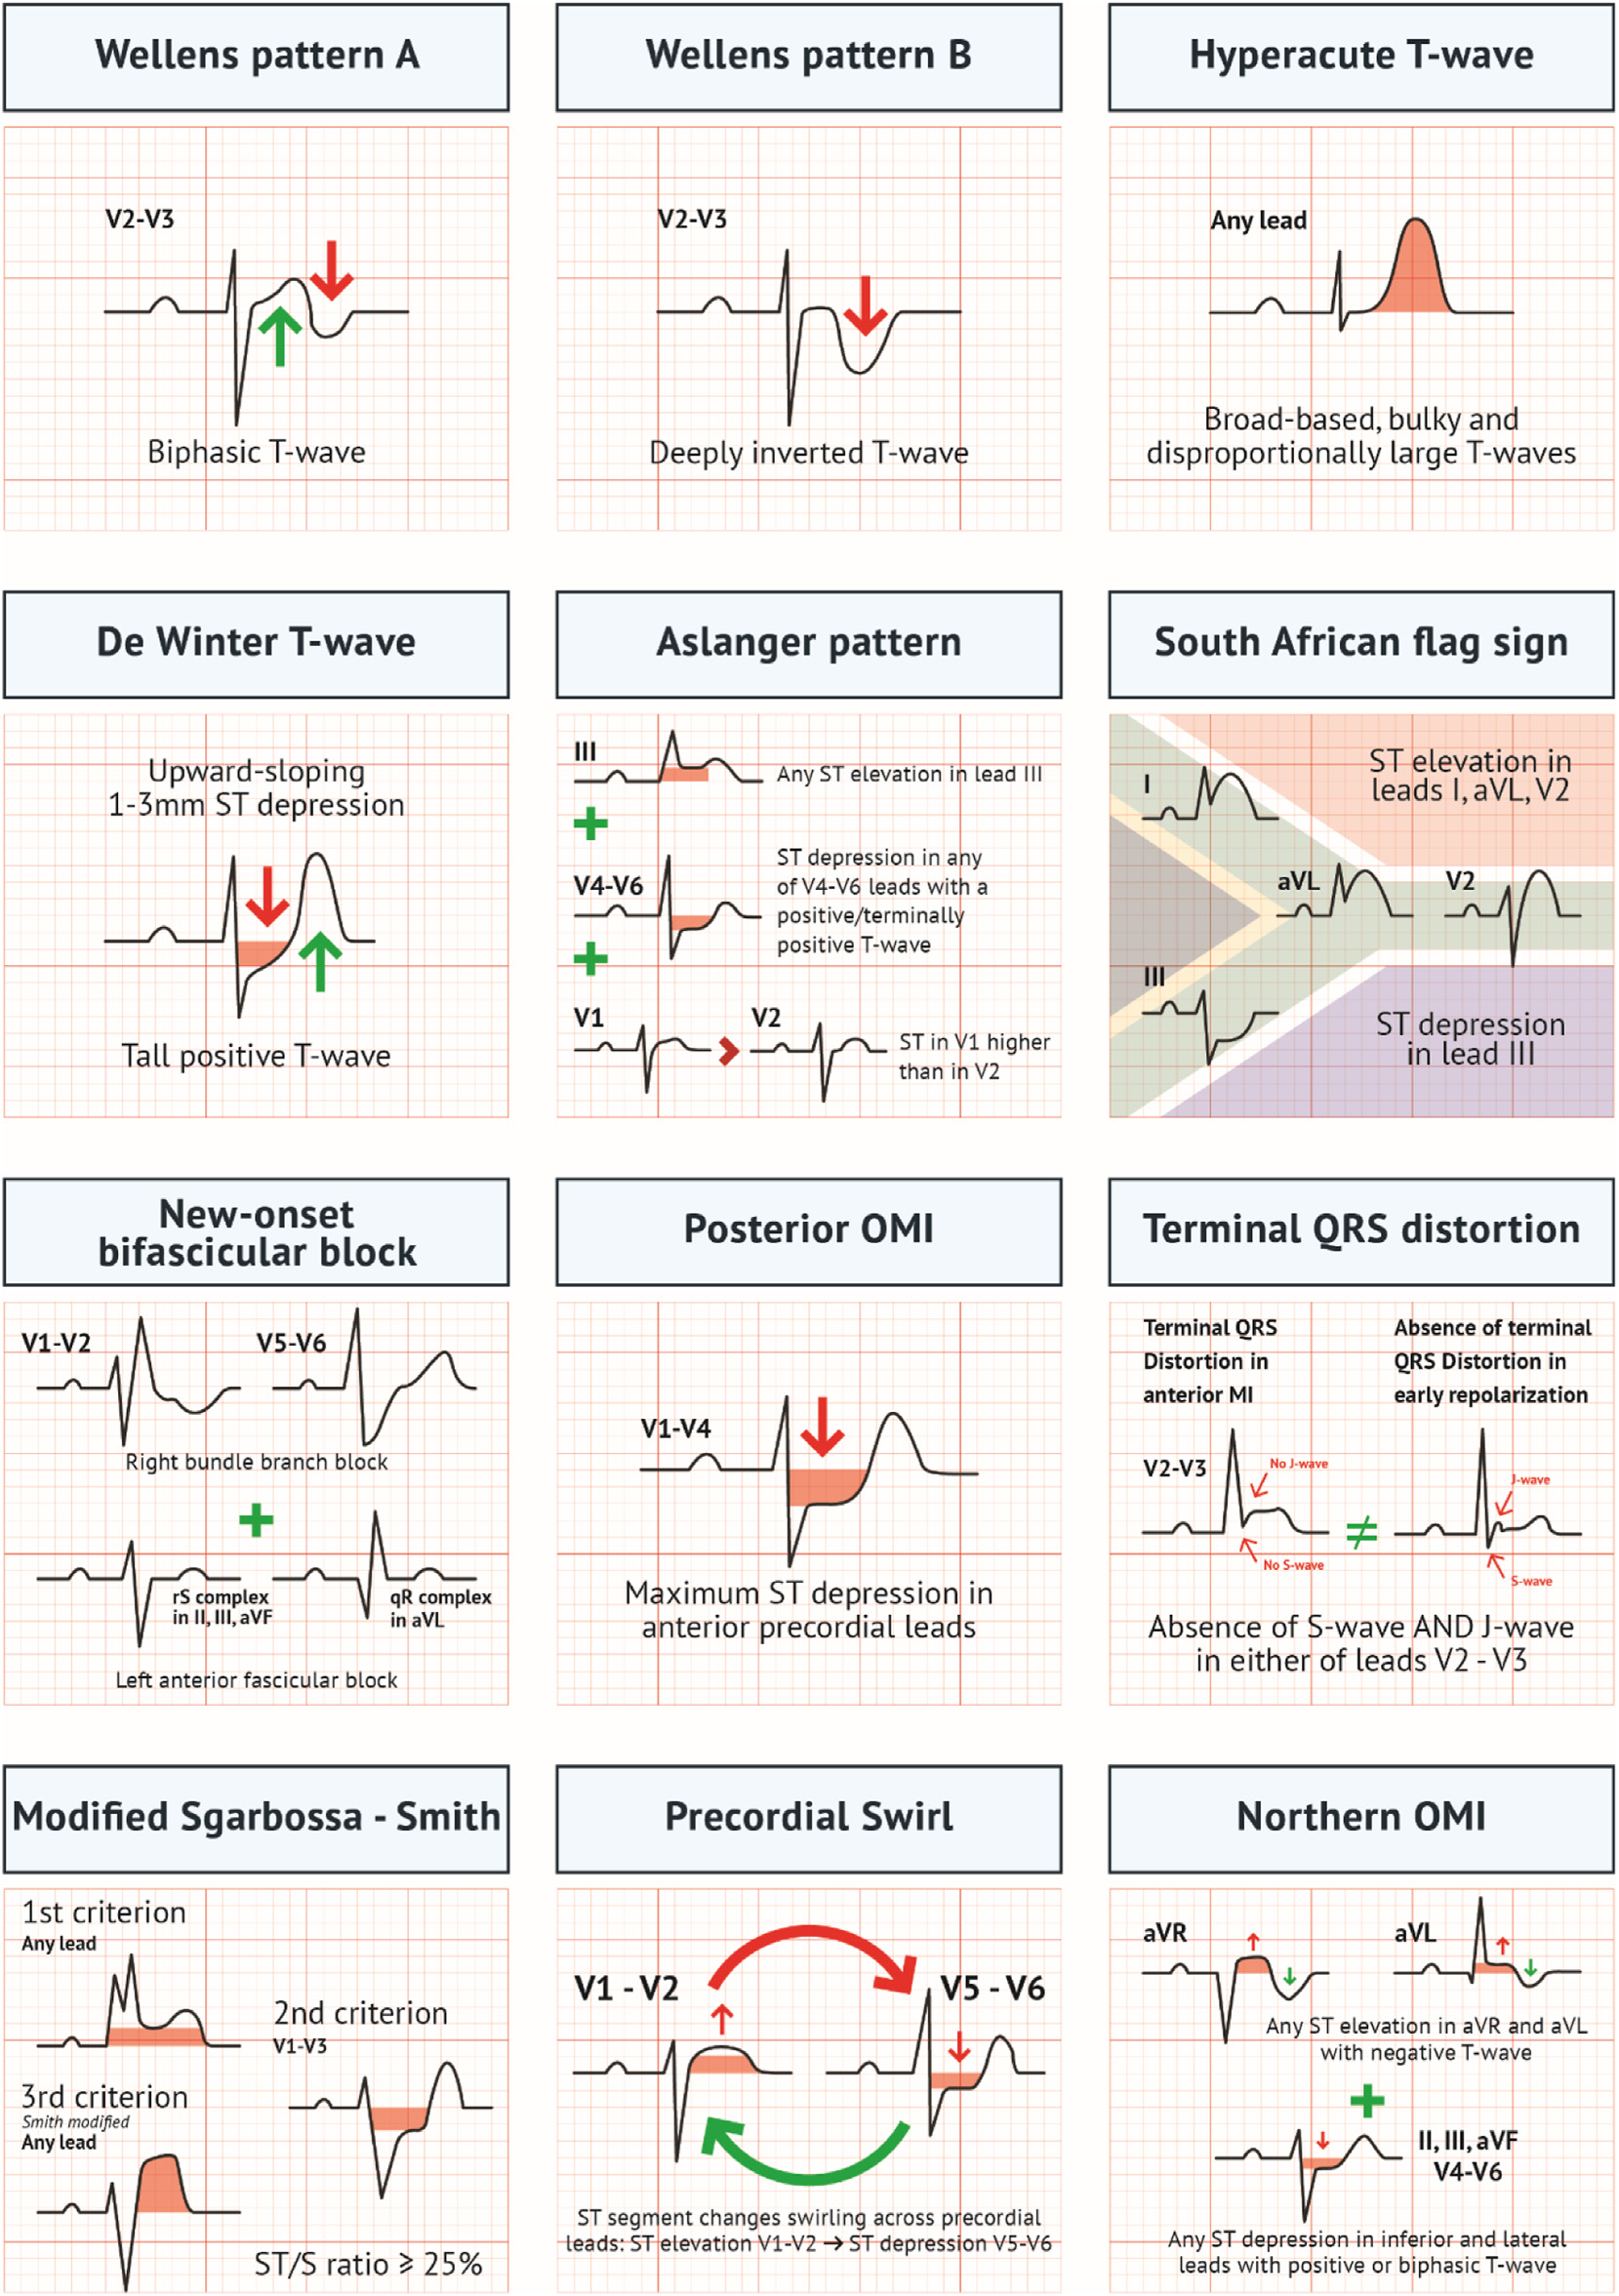 Wellens pattern A
V2-V3
Biphasic T-wave
Wellens pattern B
V2-V3
Deeply inverted T-wave
Hyperacute T-wave
Any lead
Broad-based, bulky and
disproportionally large T-waves
De Winter T-wave
Upward-sloping
1-3mm ST depression
Tall positive T-wave
Aslanger pattern
III
Any ST elevation in lead III
V4-V6
ST depression in any
of V4-V6 leads with a
positive/terminally
positive T-wave
V1
V2
ST in V1 higher
than in V2
South African flag sign
ST elevation in
leads I, aVL, V2
I
aVL
V2
III
ST depression
in lead III
New-onset
bifascicular block
V1-V2
V5-V6
Right bundle branch block
rS complex
in II, III, aVF
qR complex
in aVL
Left anterior fascicular block
Posterior OMI
V1-V4
Maximum ST depression in
anterior precordial leads
Terminal QRS distortion
Terminal QRS
Distortion in
anterior MI
Absence of terminal
QRS Distortion in
early repolarization
V2-V3
No J-wave
No S-wave
≠
J-wave
S-wave
Absence of S-wave AND J-wave
in either of leads V2 - V3
Modified Sgarbossa - Smith
1st criterion
Any lead
2nd criterion
V1-V3
3rd criterion
Smith modified
Any lead
ST/S ratio ⩾ 25%
Precordial Swirl
V1 - V2
V5 - V6
ST segment changes swirling across precordial
leads: ST elevation V1-V2 → ST depression V5-V6
Northern OMI
aVR
aVL
Any ST elevation in aVR and aVL
with negative T-wave
II, III, aVF
V4-V6
Any ST depression in inferior and lateral
leads with positive or biphasic T-wave